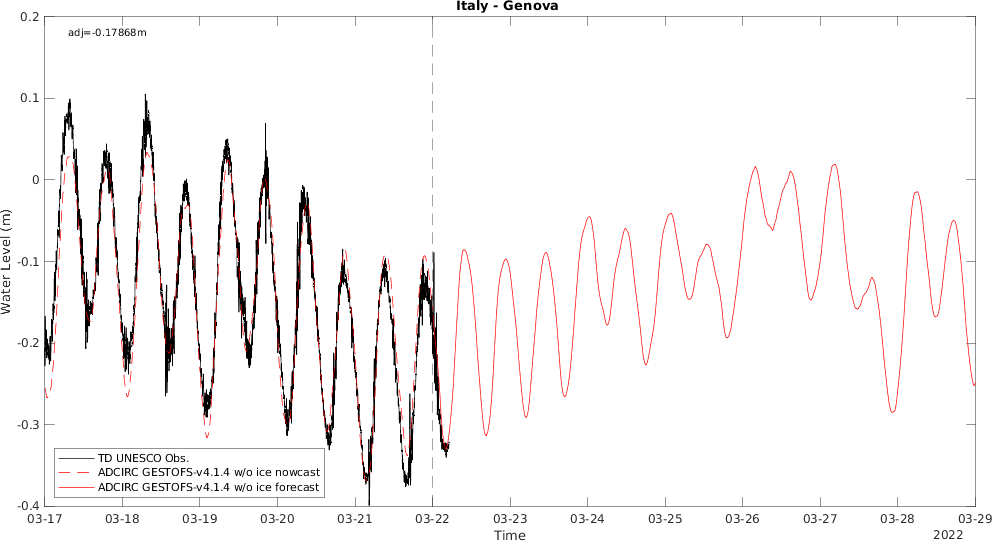 Italy - Genova
adj=-0.17868m
0.2
0.1
0
-0.1
-0.2
-0.3
-0.4
Water Level (m)
TD UNESCO Obs.
ADCIRC GESTOFS-v4.1.4 w/o ice nowcast
ADCIRC GESTOFS-v4.1.4 w/o ice forecast
03-17 03-18 03-19 03-20 03-21 03-22 03-23 03-24 03-25 03-26 03-27 03-28 03-29
Time
2022